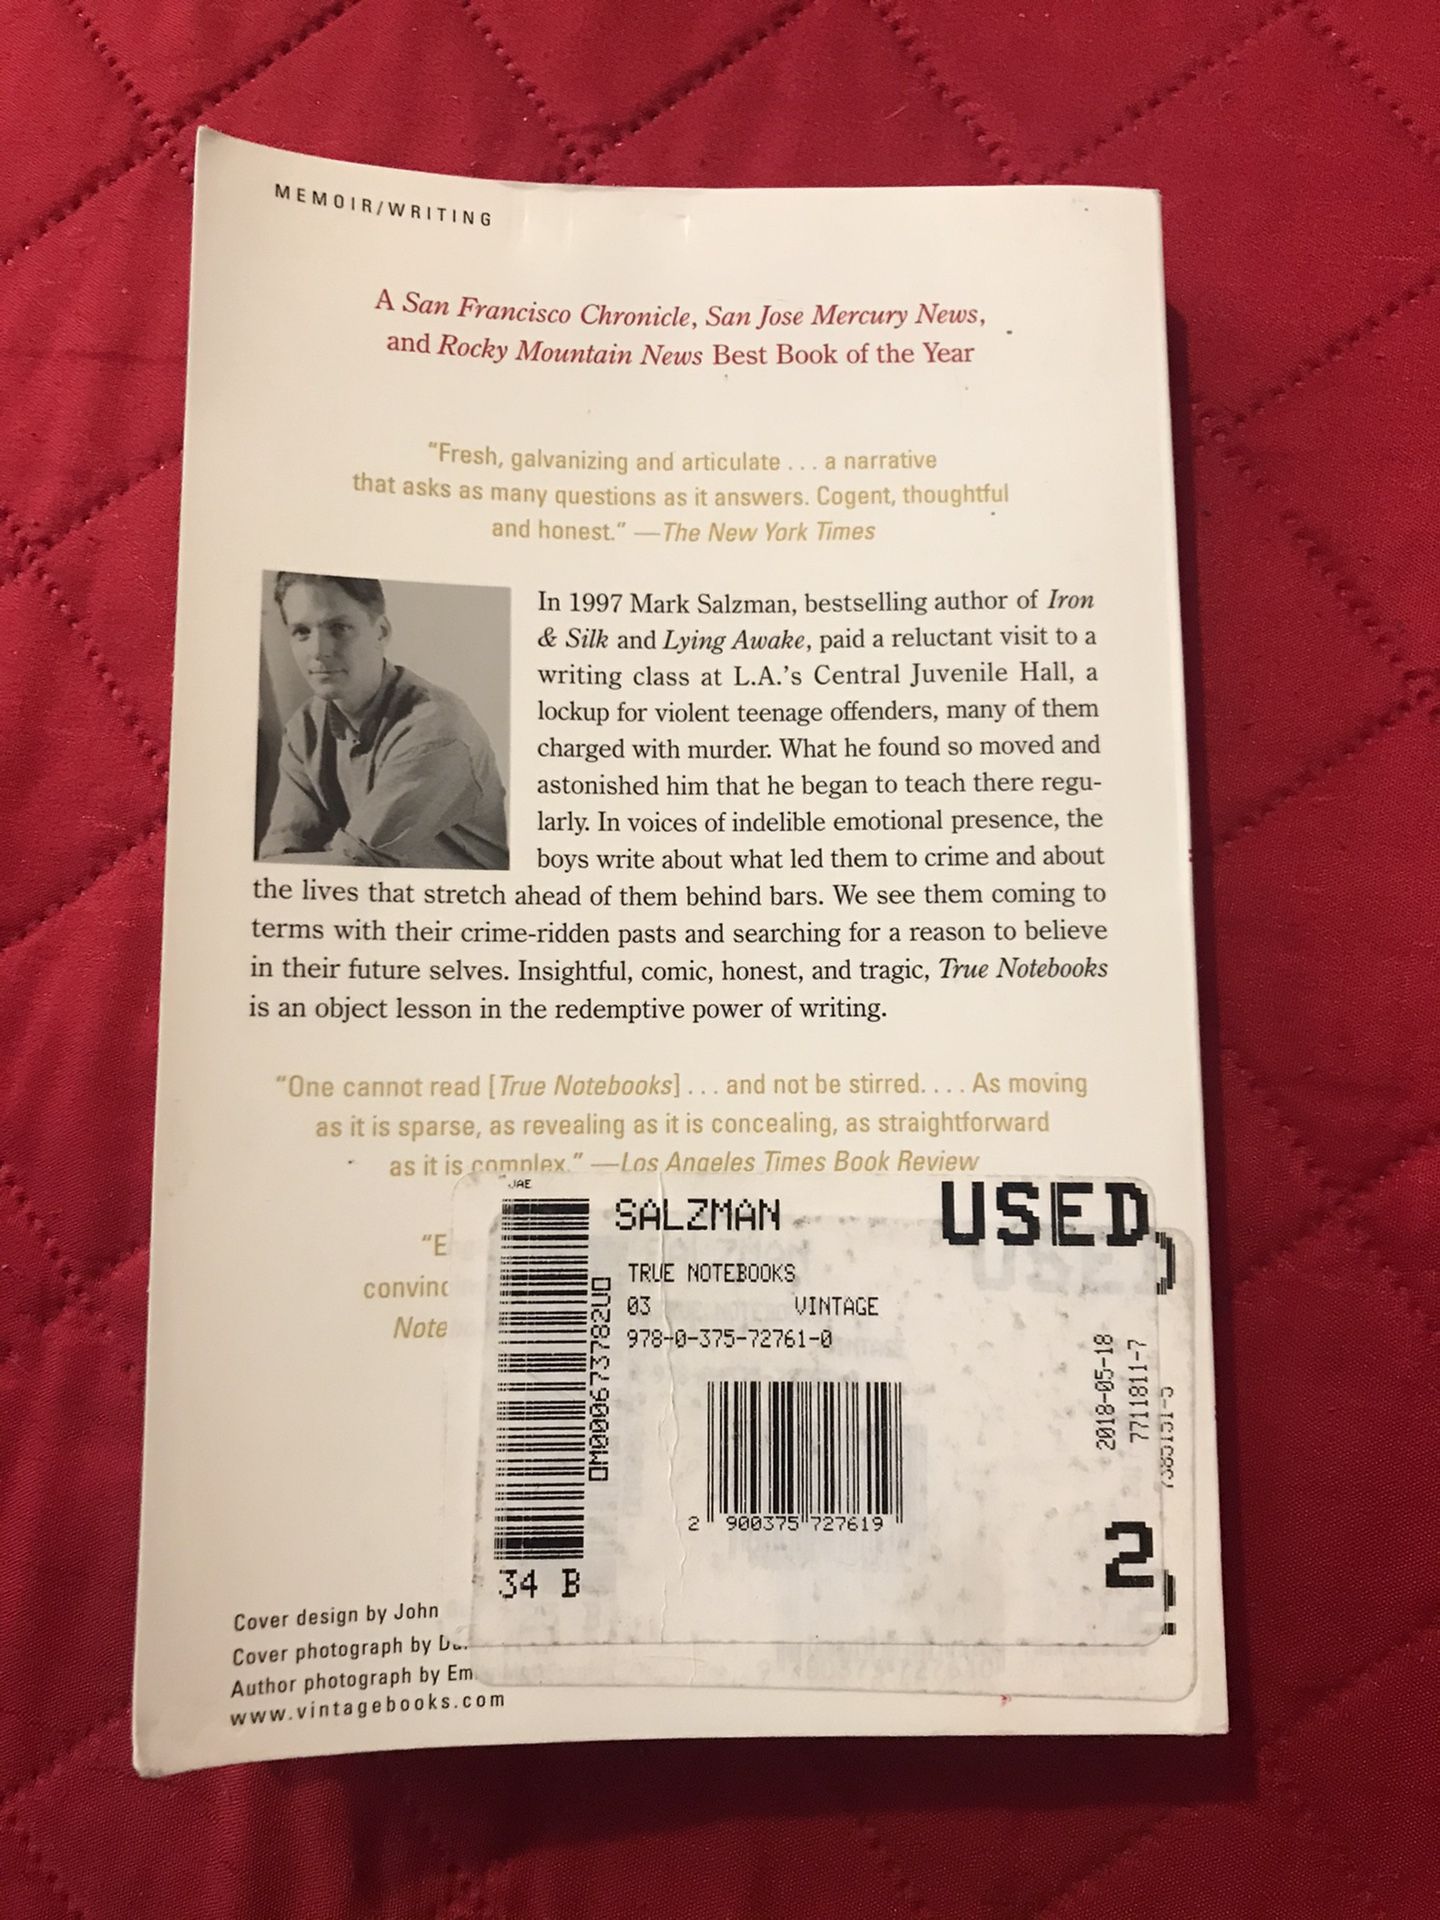 MEMOIR/WRITING
A San Francisco Chronicle, San Jose Mercury News,
and Rocky Mountain News Best Book of the Year
“Fresh, galvanizing and articulate . . . a narrative
that asks as many questions as it answers. Cogent, thoughtful
and honest.” —The New York Times
In 1997 Mark Salzman, bestselling author of Iron
& Silk and Lying Awake, paid a reluctant visit to a
writing class at L.A.’s Central Juvenile Hall, a
lockup for violent teenage offenders, many of them
charged with murder. What he found so moved and
astonished him that he began to teach there regu-
larly. In voices of indelible emotional presence, the
boys write about what led them to crime and about
the lives that stretch ahead of them behind bars. We see them coming to
terms with their crime-ridden pasts and searching for a reason to believe
in their future selves. Insightful, comic, honest, and tragic, True Notebooks
is an object lesson in the redemptive power of writing.
“One cannot read [True Notebooks] . . . and not be stirred. . . . As moving
as it is sparse, as revealing as it is concealing, as straightforward
as it is complex.” —Los Angeles Times Book Review
“E
convinc
Note
JAE
SALZMAN
USED
TRUE NOTEBOOKS
03 VINTAGE
978-0-375-72761-0
2 900375 727619
34 B
2018-05-18
7711811-7
2
Cover design by John
Cover photograph by
Author photograph by Em
www.vintagebooks.com